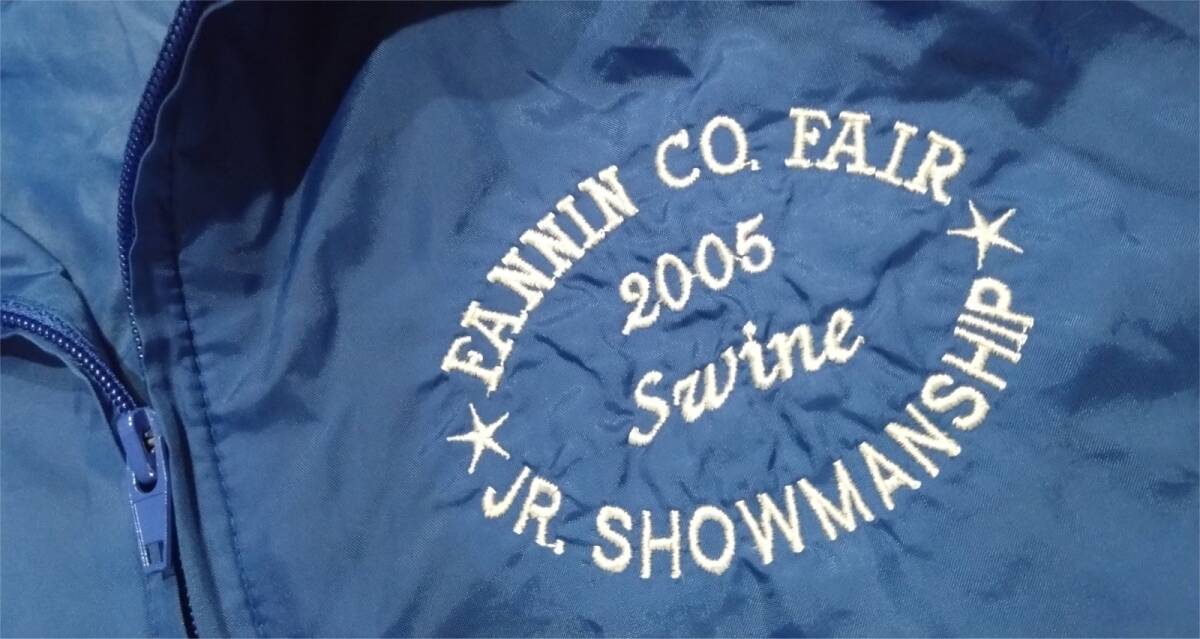 FANNIN CO. FAIR
2005
Swine
JR. SHOWMANSHIP